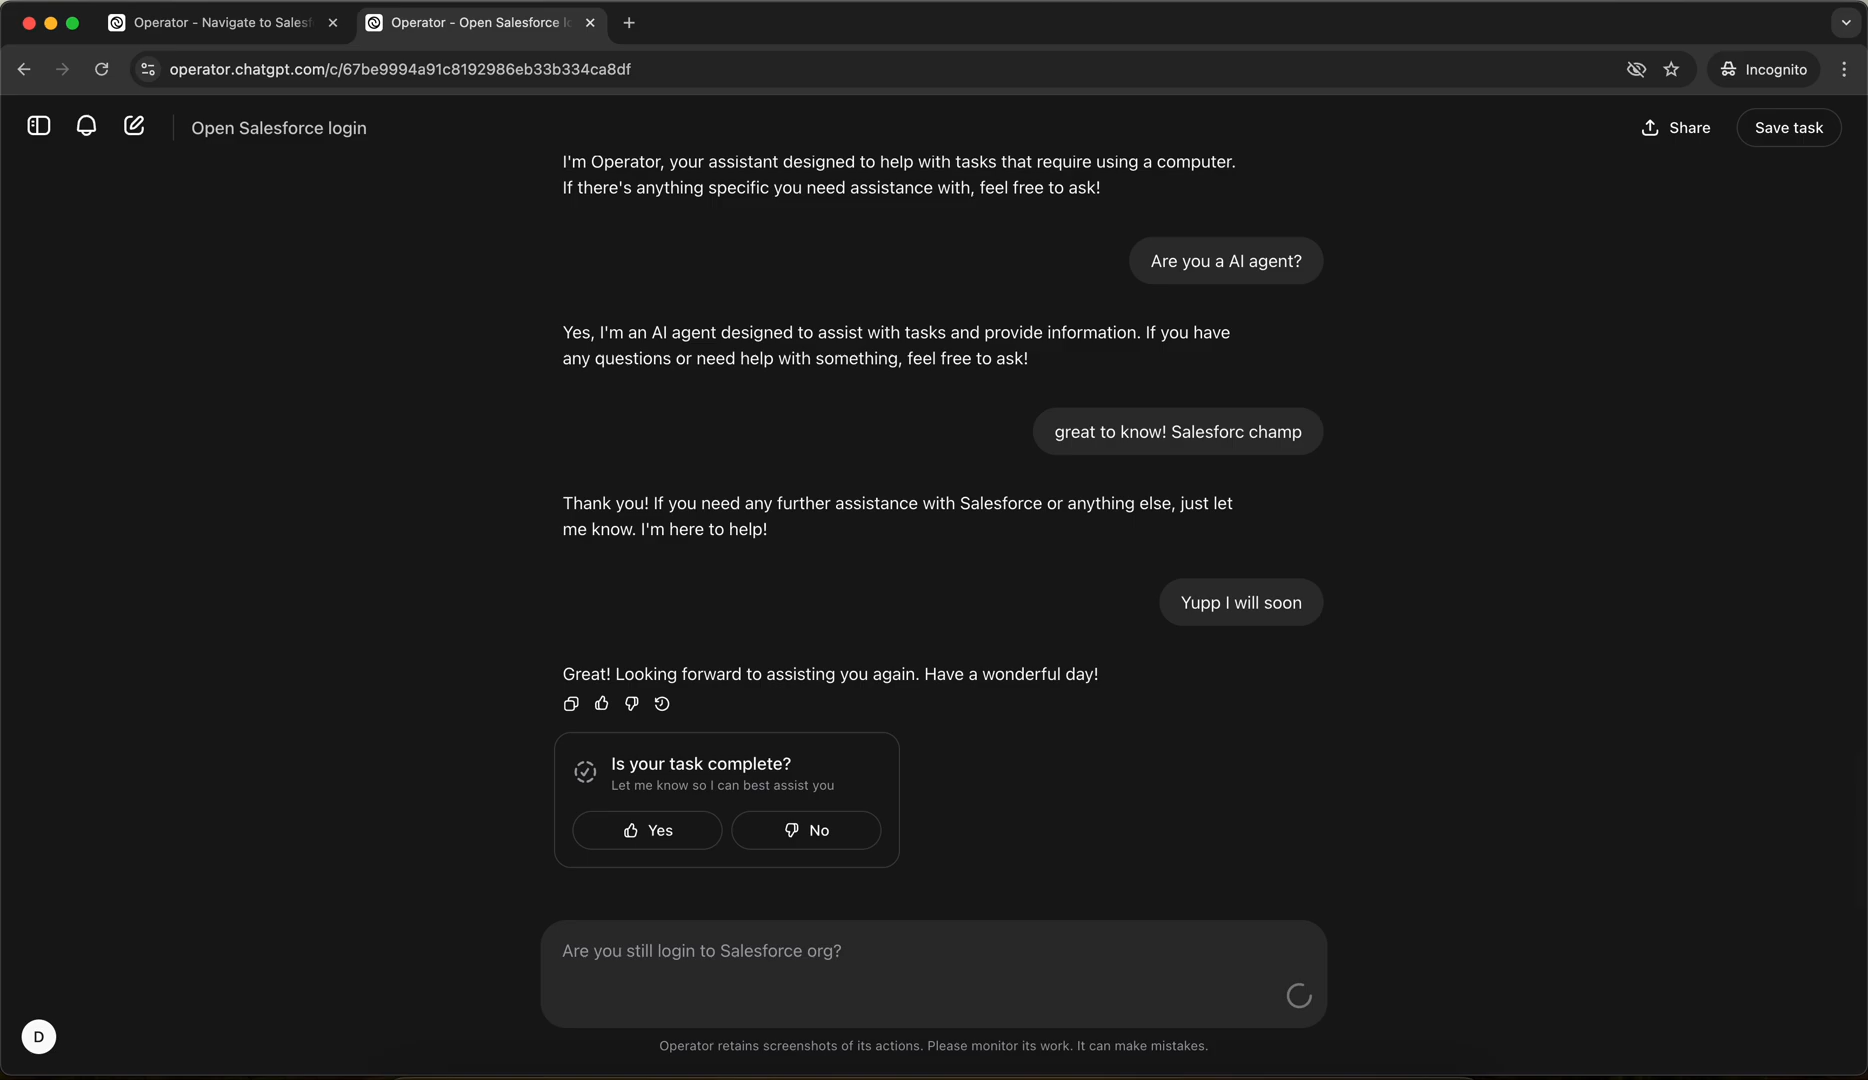 Operator - Navigate to Salesf
Operator - Open Salesforce lo
operator.chatgpt.com/c/67be9994a91c8192986eb33b334ca8df
Incognito
Open Salesforce login
Share
Save task
I'm Operator, your assistant designed to help with tasks that require using a computer.
If there's anything specific you need assistance with, feel free to ask!
Are you a AI agent?
Yes, I'm an AI agent designed to assist with tasks and provide information. If you have
any questions or need help with something, feel free to ask!
great to know! Salesforc champ
Thank you! If you need any further assistance with Salesforce or anything else, just let
me know. I'm here to help!
Yupp I will soon
Great! Looking forward to assisting you again. Have a wonderful day!
Is your task complete?
Let me know so I can best assist you
Yes
No
Are you still login to Salesforce org?
D
Operator retains screenshots of its actions. Please monitor its work. It can make mistakes.